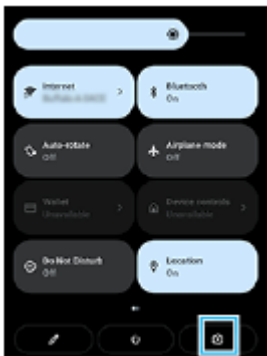 Internet
Bluetooth
On
Auto-rotate
Off
Airplane mode
Off
Wallet
Unavailable
Device controls
Unavailable
Do Not Disturb
Off
Location
On